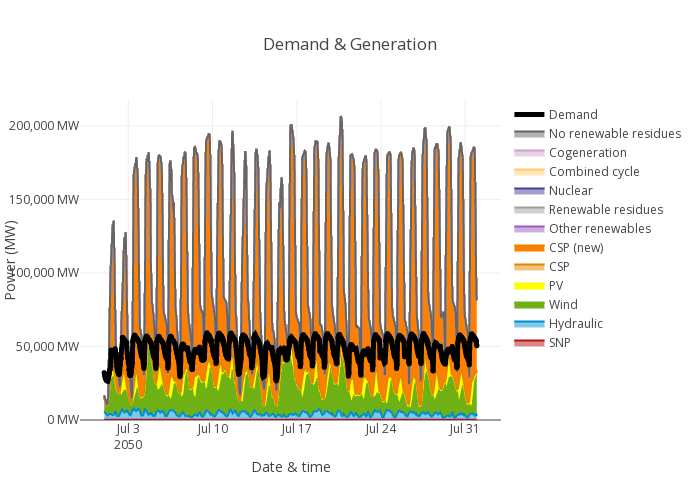 Demand & Generation
Power (MW)
200,000 MW
150,000 MW
100,000 MW
50,000 MW
0 MW
Jul 3
2050
Jul 10
Jul 17
Jul 24
Jul 31
Date & time
Demand
No renewable residues
Cogeneration
Combined cycle
Nuclear
Renewable residues
Other renewables
CSP (new)
CSP
PV
Wind
Hydraulic
SNP